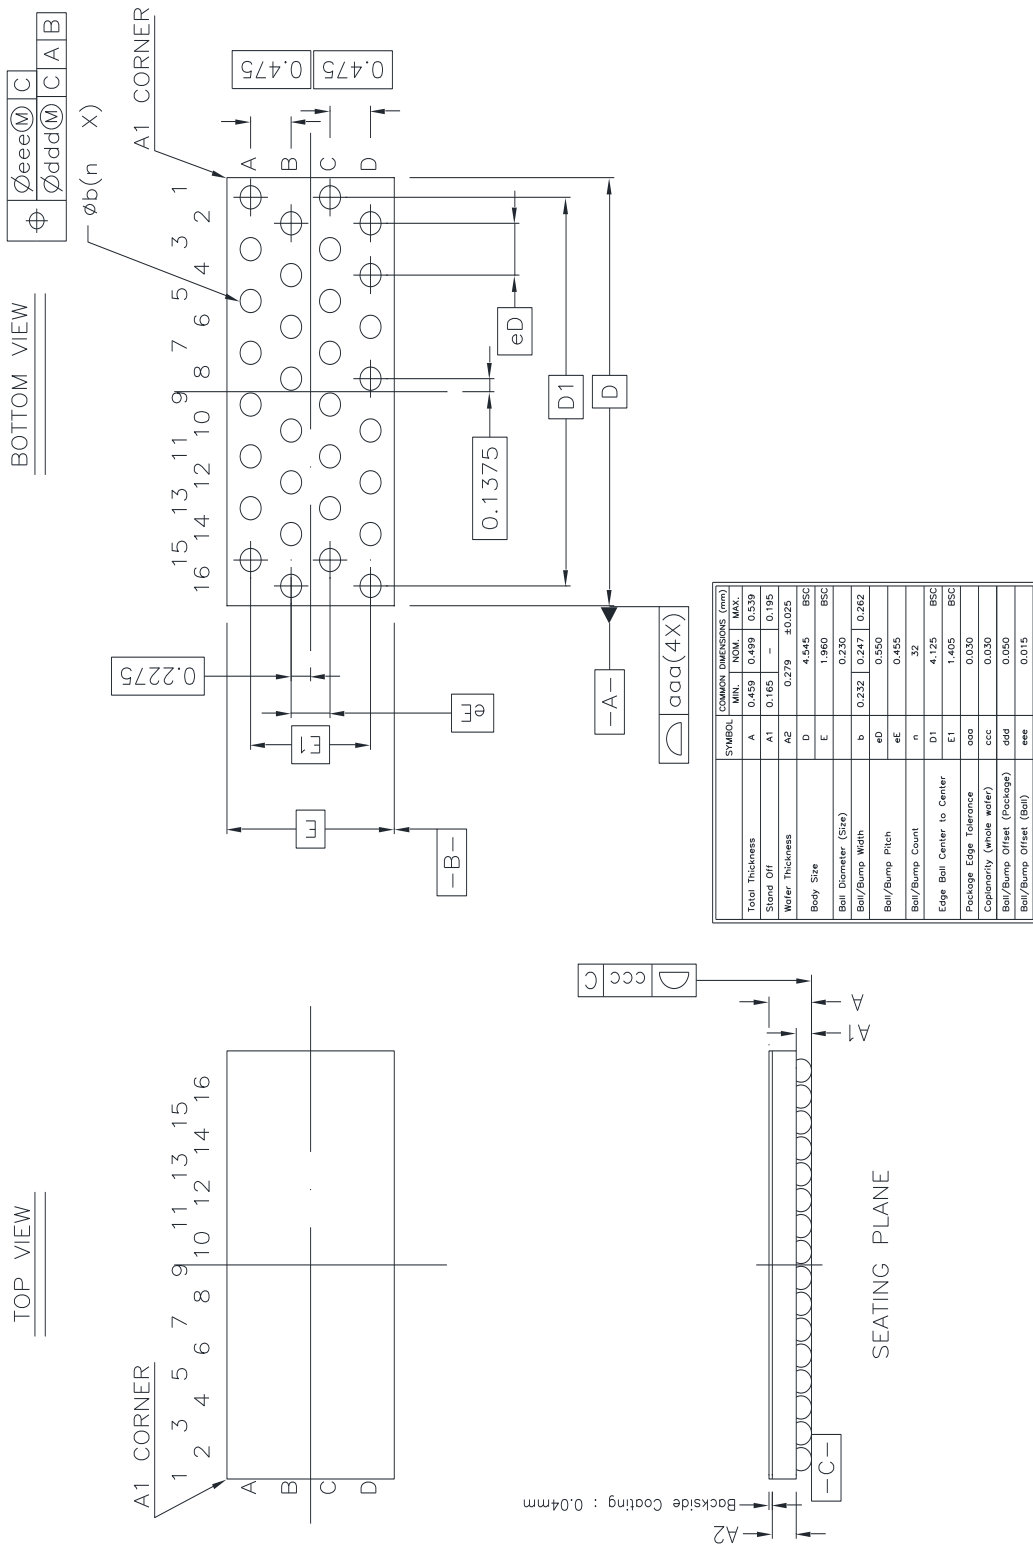 TOP VIEW
A1 CORNER
1 3 5 7 9 11 13 15
2 4 6 8 10 12 14 16
A
B
C
D
BOTTOM VIEW
⌖ Øeee Ⓜ C
Øddd Ⓜ C A B
øb(n X)
A1 CORNER
15 13 11 9 7 5 3 1
16 14 12 10 8 6 4 2
A
B
C
D
0.475
0.475
0.2275
eE
E1
E
-B-
eD
0.1375
D1
D
-A-
⌓ aaa(4X)
Backside Coating : 0.04mm
A2
-C-
SEATING PLANE
A1
A
⌓ ccc C
SYMBOL COMMON DIMENSIONS (mm)
MIN. NOM. MAX.
Total Thickness A 0.459 0.499 0.539
Stand Off A1 0.165 – 0.195
Wafer Thickness A2 0.279 ±0.025
Body Size D 4.545 BSC
E 1.960 BSC
Ball Diameter (Size) 0.230
Ball/Bump Width b 0.232 0.247 0.262
Ball/Bump Pitch eD 0.550
eE 0.455
Ball/Bump Count n 32
Edge Ball Center to Center D1 4.125 BSC
E1 1.405 BSC
Package Edge Tolerance aaa 0.030
Coplanarity (whole wafer) ccc 0.030
Ball/Bump Offset (Package) ddd 0.050
Ball/Bump Offset (Ball) eee 0.015